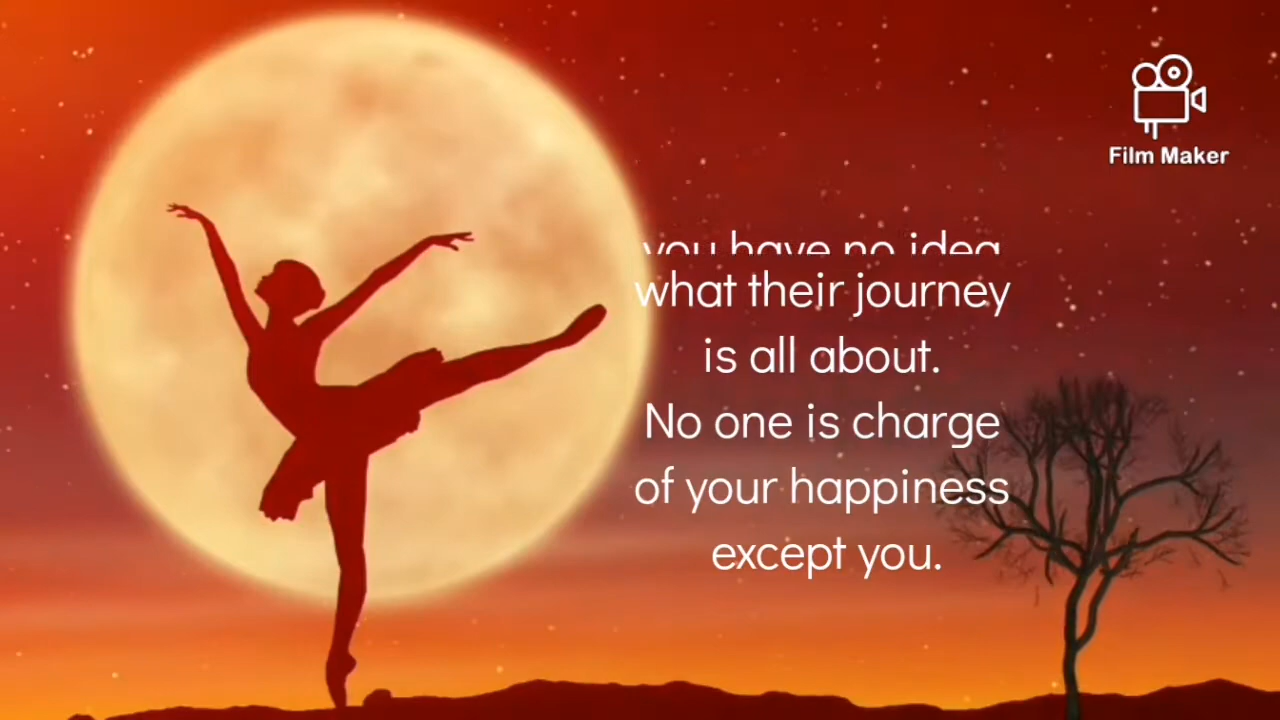 Film Maker
you have no idea
what their journey
is all about.
No one is charge
of your happiness
except you.